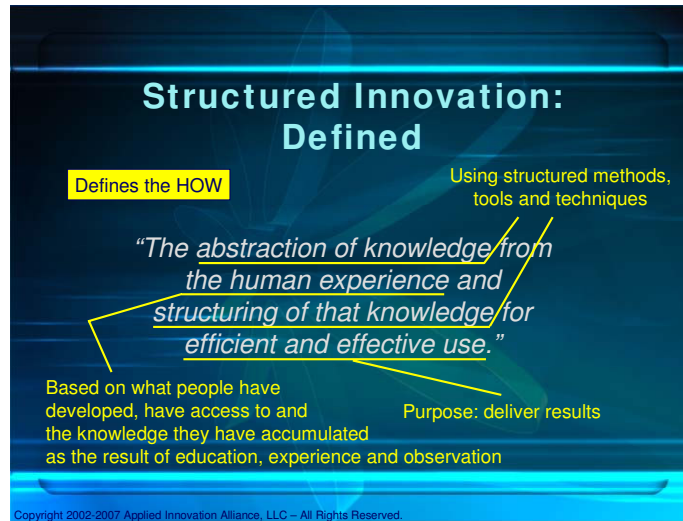 Structured Innovation:
Defined
Defines the HOW
Using structured methods,
tools and techniques
“The abstraction of knowledge from
the human experience and
structuring of that knowledge for
efficient and effective use.”
Based on what people have
developed, have access to and
the knowledge they have accumulated
as the result of education, experience and observation
Purpose: deliver results
Copyright 2002-2007 Applied Innovation Alliance, LLC – All Rights Reserved.